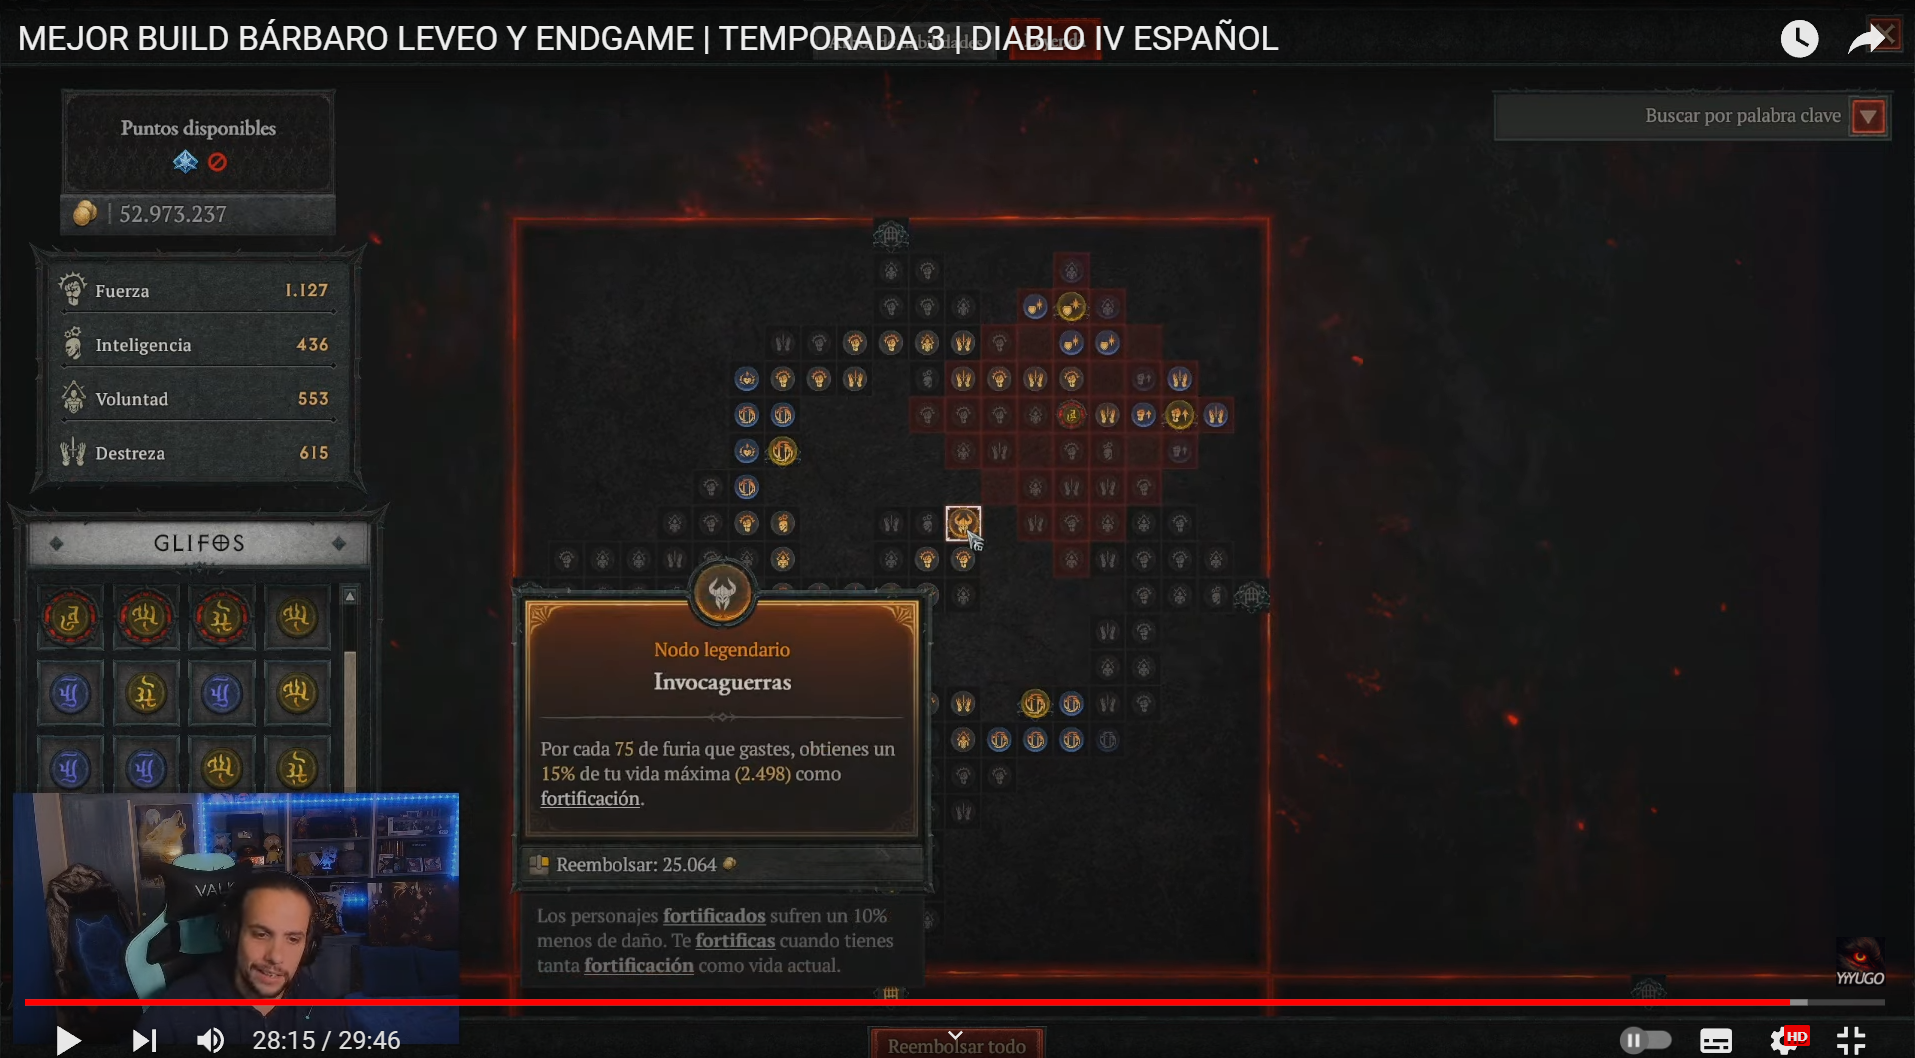 MEJOR BUILD BÁRBARO LEVEO Y ENDGAME | TEMPORADA 3 | DIABLO IV ESPAÑOL
Puntos disponibles
52.973.237
Buscar por palabra clave
Fuerza 1.127
Inteligencia 436
Voluntad 553
Destreza 615
GLIFOS
Nodo legendario
Invocaguerras
Por cada 75 de furia que gastes, obtienes un
15% de tu vida máxima (2.498) como
fortificación.
Reembolsar: 25.064
Los personajes fortificados sufren un 10%
menos de daño. Te fortificas cuando tienes
tanta fortificación como vida actual.
VALK
YIYUGO
28:15 / 29:46
HD
Reembolsar todo